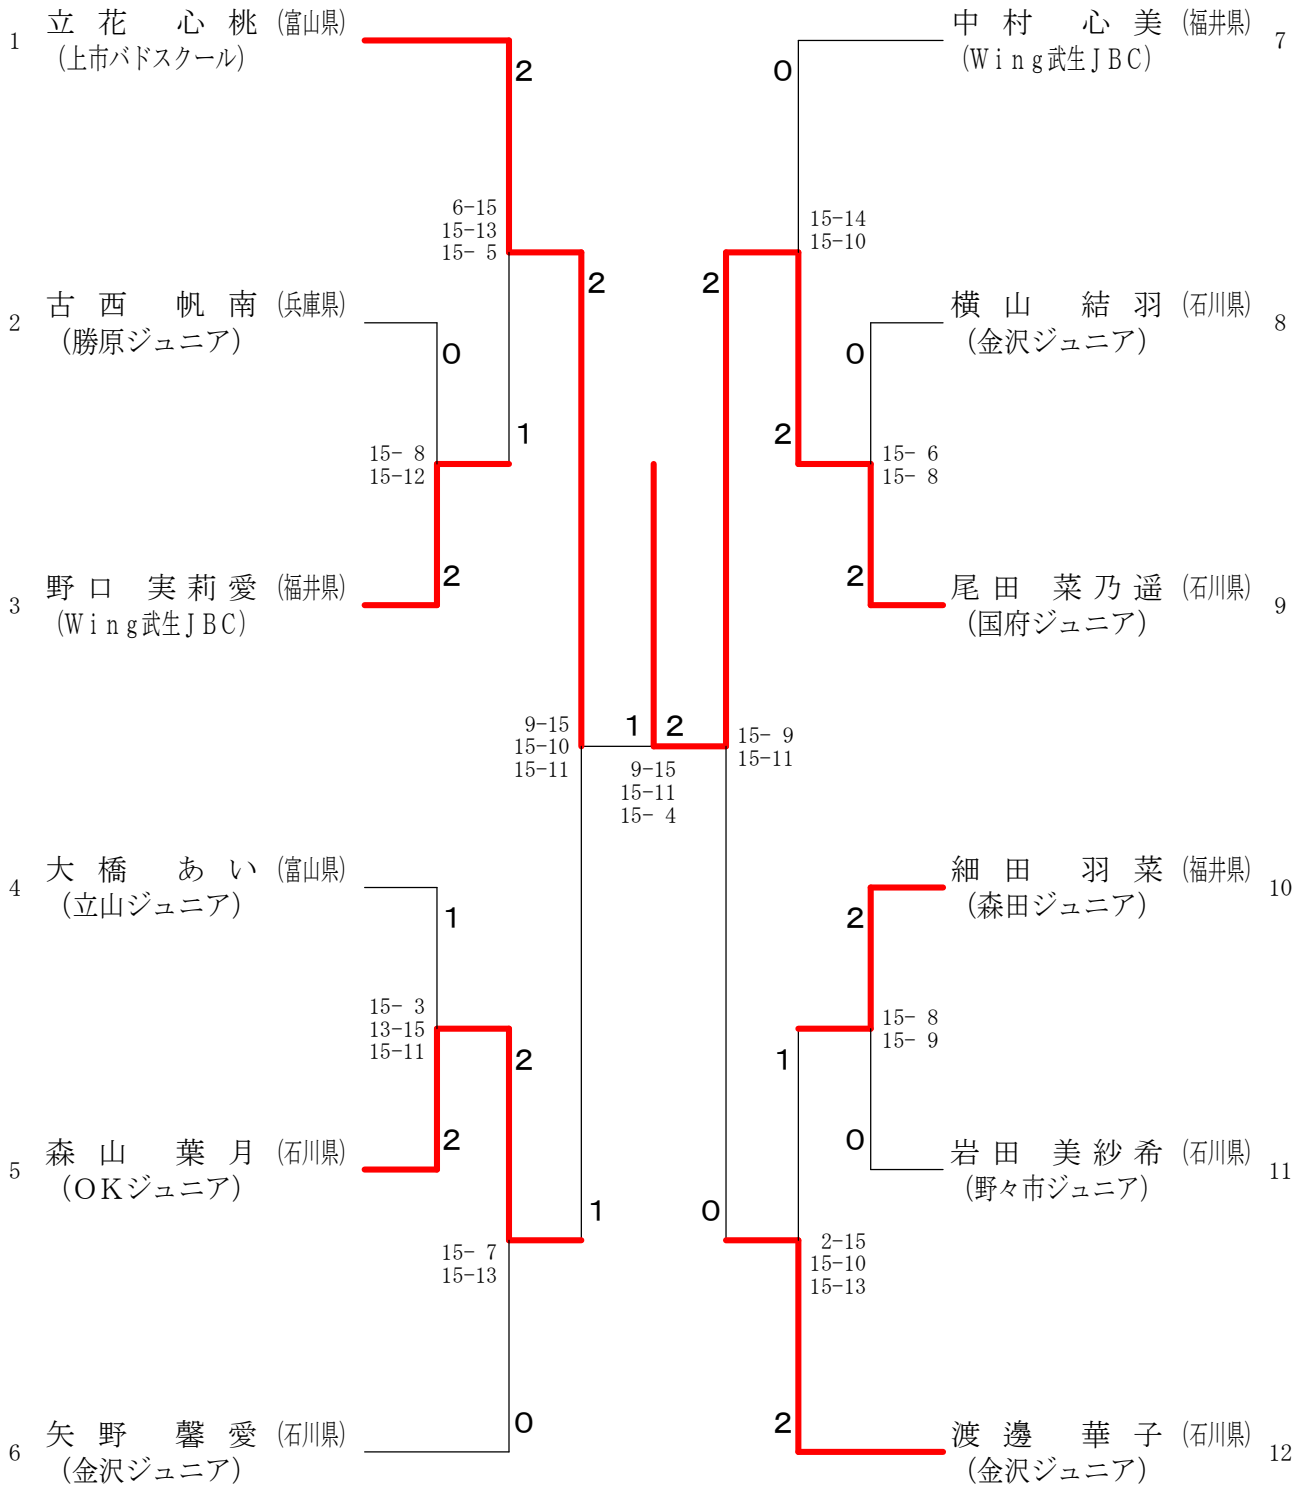 1 立花 心桃 (富山県)
(上市バドスクール)
2
6-15
15-13
15- 5
2
2 古西 帆南 (兵庫県)
(勝原ジュニア)
0
1
15- 8
15-12
3 野口 実莉愛 (福井県)
(Wing武生JBC)
2
9-15
15-10
15-11
4 大橋 あい (富山県)
(立山ジュニア)
1
15- 3
13-15
15-11
2
5 森山 葉月 (石川県)
(OKジュニア)
2
1
15- 7
15-13
6 矢野 馨愛 (石川県)
(金沢ジュニア)
0
1 2
9-15
15-11
15- 4
中村 心美 (福井県) 7
(Wing武生JBC)
0
15-14
15-10
2
横山 結羽 (石川県) 8
(金沢ジュニア)
0
2
15- 6
15- 8
尾田 菜乃遥 (石川県) 9
(国府ジュニア)
2
15- 9
15-11
細田 羽菜 (福井県) 10
(森田ジュニア)
2
15- 8
15- 9
1
岩田 美紗希 (石川県) 11
(野々市ジュニア)
0
0
2-15
15-10
15-13
渡邊 華子 (石川県) 12
(金沢ジュニア)
2